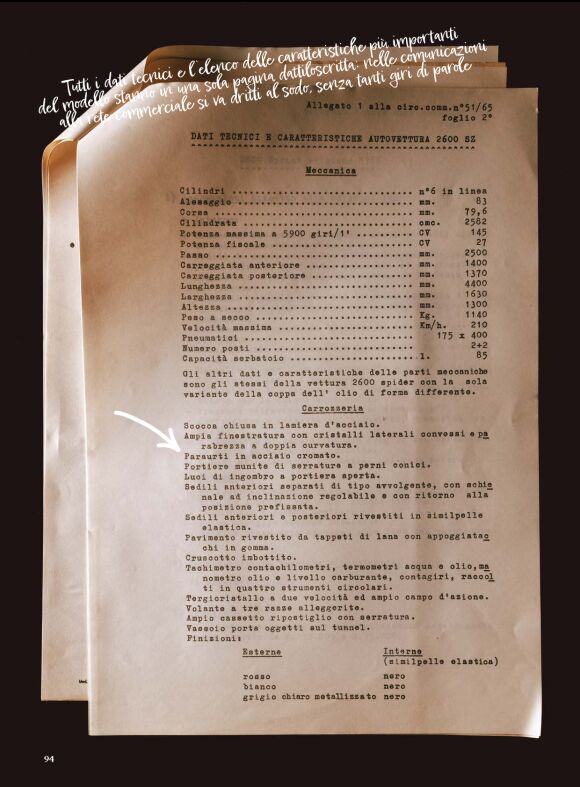 Tutti i dati tecnici e l'elenco delle caratteristiche più importanti
del modello stanno in una sola pagina dattiloscritta: nelle comunicazioni
alla rete commerciale si va dritti al sodo, senza tanti giri di parole
Allegato 1 alla circ.comm.n°51/65
foglio 2°
DATI TECNICI E CARATTERISTICHE AUTOVETTURA 2600 SZ
Meccanica
Cilindri .......... n°6 in linea
Alesaggio .......... mm. 83
Corsa .......... mm. 79,6
Cilindrata .......... cmc. 2582
Potenza massima a 5900 giri/1' .......... CV 145
Potenza fiscale .......... CV 27
Passo .......... mm. 2500
Carreggiata anteriore .......... mm. 1400
Carreggiata posteriore .......... mm. 1370
Lunghezza .......... mm. 4400
Larghezza .......... mm. 1630
Altezza .......... mm. 1300
Peso a secco .......... Kg. 1140
Velocità massima .......... Km/h. 210
Pneumatici .......... 175 x 400
Numero posti .......... 2+2
Capacità serbatoio .......... l. 85
Gli altri dati e caratteristiche delle parti meccaniche
sono gli stessi della vettura 2600 spider con la sola
variante della coppa dell' olio di forma differente.
Carrozzeria
Scocca chiusa in lamiera d'acciaio.
Ampia finestratura con cristalli laterali convessi e pa
rabrezza a doppia curvatura.
Paraurti in acciaio cromato.
Portiere munite di serrature a perni conici.
Luci di ingombro a portiera aperta.
Sedili anteriori separati di tipo avvolgente, con schie
nale ad inclinazione regolabile e con ritorno alla
posizione prefissata.
Sedili anteriori e posteriori rivestiti in similpelle
elastica.
Pavimento rivestito da tappeti di lana con appoggiatac
chi in gomma.
Cruscotto imbottito.
Tachimetro contachilometri, termometri acqua e olio, ma
nometro olio e livello carburante, contagiri, raccol
ti in quattro strumenti circolari.
Tergicristallo a due velocità ed ampio campo d'azione.
Volante a tre razze alleggerite.
Ampio cassetto ripostiglio con serratura.
Vassoio porta oggetti sul tunnel.
Finizioni:
Esterne Interne
(similpelle elastica)
rosso nero
bianco nero
grigio chiaro metallizzato nero
94